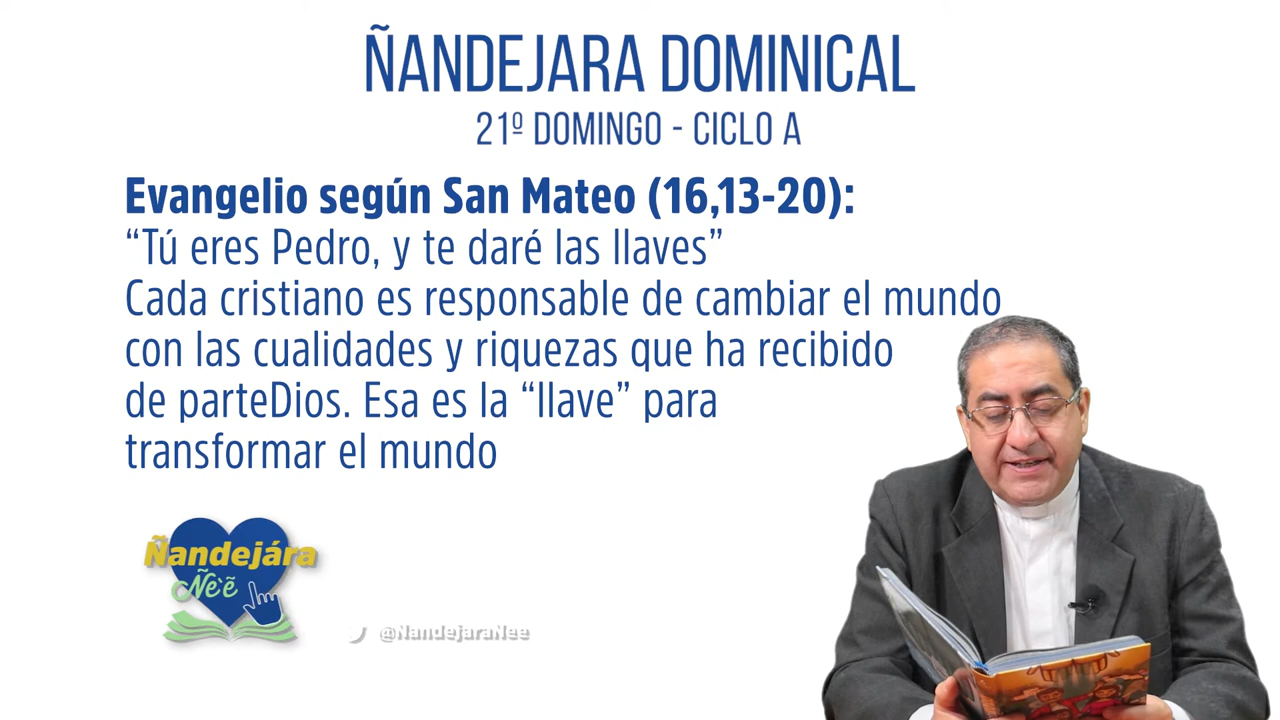 ÑANDEJARA DOMINICAL
21º DOMINGO - CICLO A
Evangelio según San Mateo (16,13-20):
“Tú eres Pedro, y te daré las llaves”
Cada cristiano es responsable de cambiar el mundo
con las cualidades y riquezas que ha recibido
de parteDios. Esa es la “llave” para
transformar el mundo
Ñandejára
Ñe'ẽ
@NandejaraNee